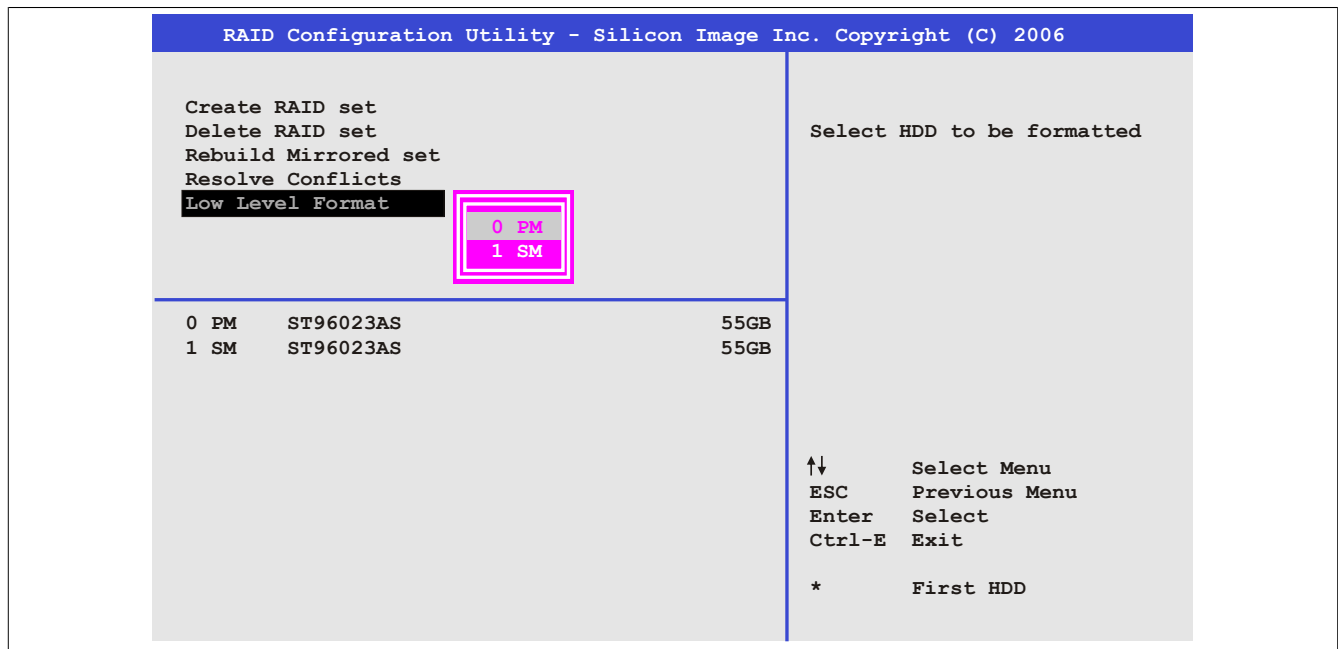 RAID Configuration Utility - Silicon Image Inc. Copyright (C) 2006
Create RAID set
Delete RAID set
Rebuild Mirrored set
Resolve Conflicts
Low Level Format
0 PM
1 SM
Select HDD to be formatted
0 PM ST96023AS 55GB
1 SM ST96023AS 55GB
↑↓ Select Menu
ESC Previous Menu
Enter Select
Ctrl-E Exit
* First HDD